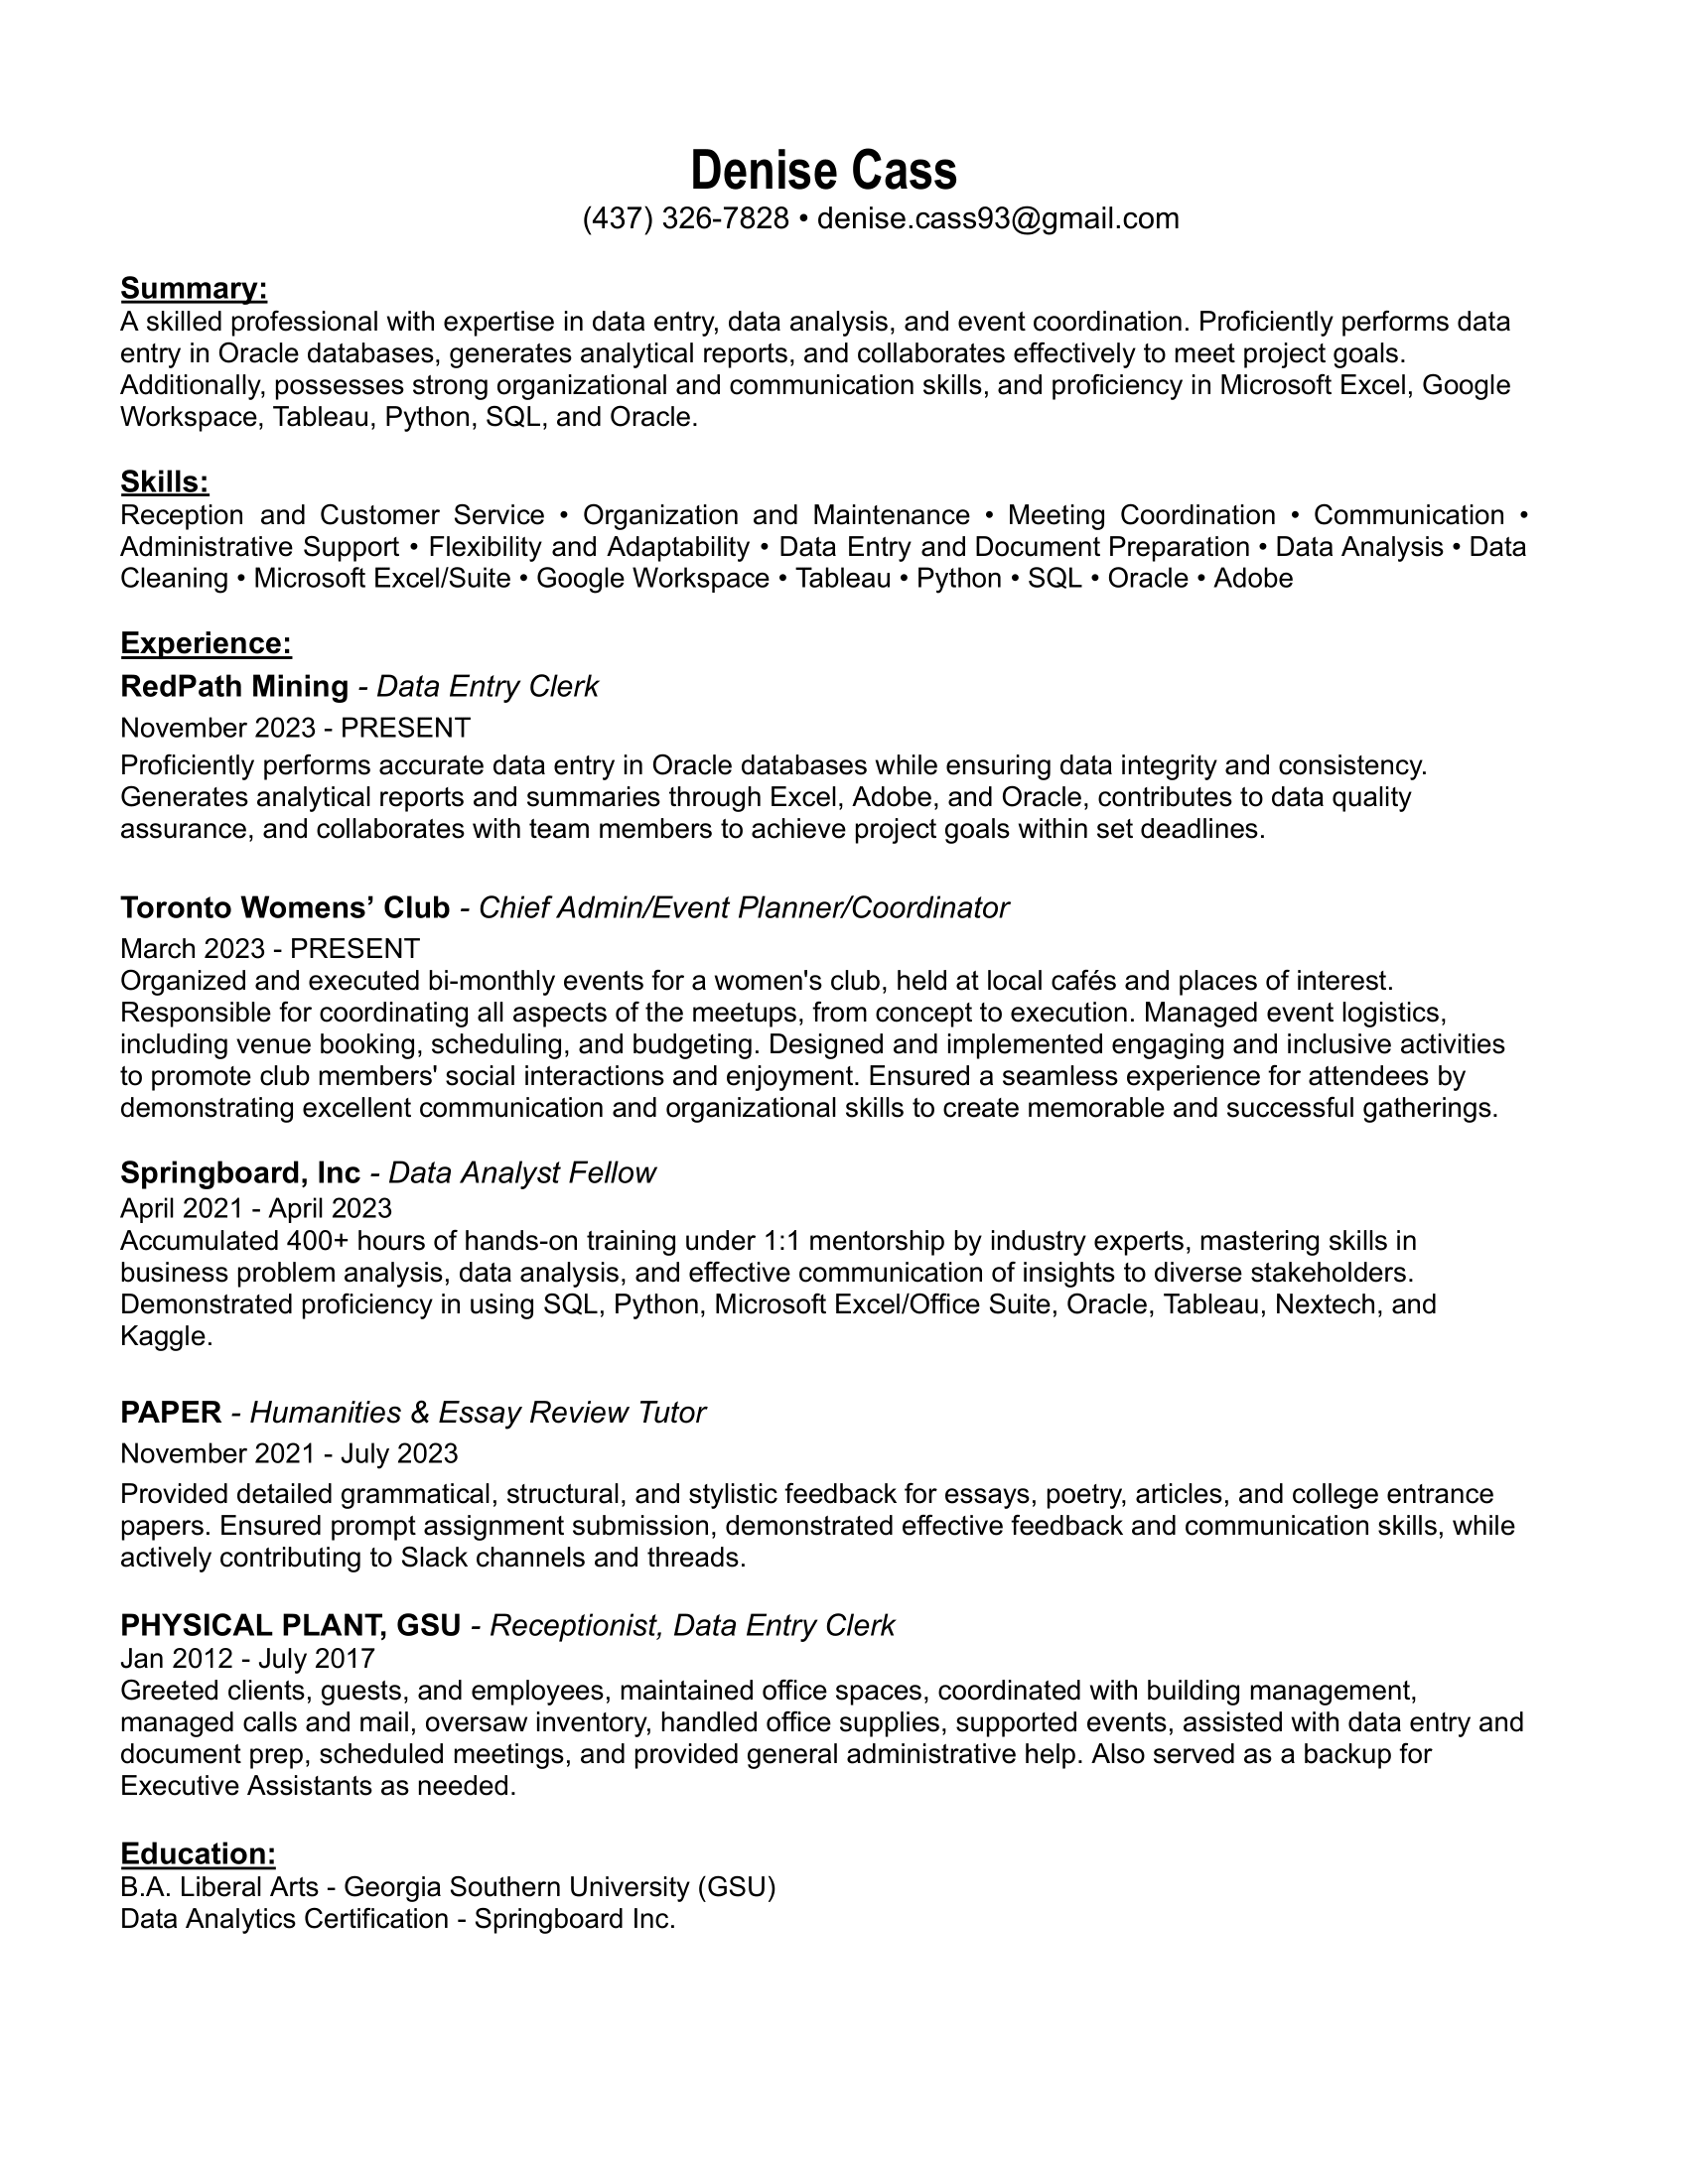 Denise Cass
(437) 326-7828 • denise.cass93@gmail.com
Summary:
A skilled professional with expertise in data entry, data analysis, and event coordination. Proficiently performs data
entry in Oracle databases, generates analytical reports, and collaborates effectively to meet project goals.
Additionally, possesses strong organizational and communication skills, and proficiency in Microsoft Excel, Google
Workspace, Tableau, Python, SQL, and Oracle.
Skills:
Reception and Customer Service • Organization and Maintenance • Meeting Coordination • Communication •
Administrative Support • Flexibility and Adaptability • Data Entry and Document Preparation • Data Analysis • Data
Cleaning • Microsoft Excel/Suite • Google Workspace • Tableau • Python • SQL • Oracle • Adobe
Experience:
RedPath Mining - Data Entry Clerk
November 2023 - PRESENT
Proficiently performs accurate data entry in Oracle databases while ensuring data integrity and consistency.
Generates analytical reports and summaries through Excel, Adobe, and Oracle, contributes to data quality
assurance, and collaborates with team members to achieve project goals within set deadlines.
Toronto Womens’ Club - Chief Admin/Event Planner/Coordinator
March 2023 - PRESENT
Organized and executed bi-monthly events for a women's club, held at local cafés and places of interest.
Responsible for coordinating all aspects of the meetups, from concept to execution. Managed event logistics,
including venue booking, scheduling, and budgeting. Designed and implemented engaging and inclusive activities
to promote club members' social interactions and enjoyment. Ensured a seamless experience for attendees by
demonstrating excellent communication and organizational skills to create memorable and successful gatherings.
Springboard, Inc - Data Analyst Fellow
April 2021 - April 2023
Accumulated 400+ hours of hands-on training under 1:1 mentorship by industry experts, mastering skills in
business problem analysis, data analysis, and effective communication of insights to diverse stakeholders.
Demonstrated proficiency in using SQL, Python, Microsoft Excel/Office Suite, Oracle, Tableau, Nextech, and
Kaggle.
PAPER - Humanities & Essay Review Tutor
November 2021 - July 2023
Provided detailed grammatical, structural, and stylistic feedback for essays, poetry, articles, and college entrance
papers. Ensured prompt assignment submission, demonstrated effective feedback and communication skills, while
actively contributing to Slack channels and threads.
PHYSICAL PLANT, GSU - Receptionist, Data Entry Clerk
Jan 2012 - July 2017
Greeted clients, guests, and employees, maintained office spaces, coordinated with building management,
managed calls and mail, oversaw inventory, handled office supplies, supported events, assisted with data entry and
document prep, scheduled meetings, and provided general administrative help. Also served as a backup for
Executive Assistants as needed.
Education:
B.A. Liberal Arts - Georgia Southern University (GSU)
Data Analytics Certification - Springboard Inc.